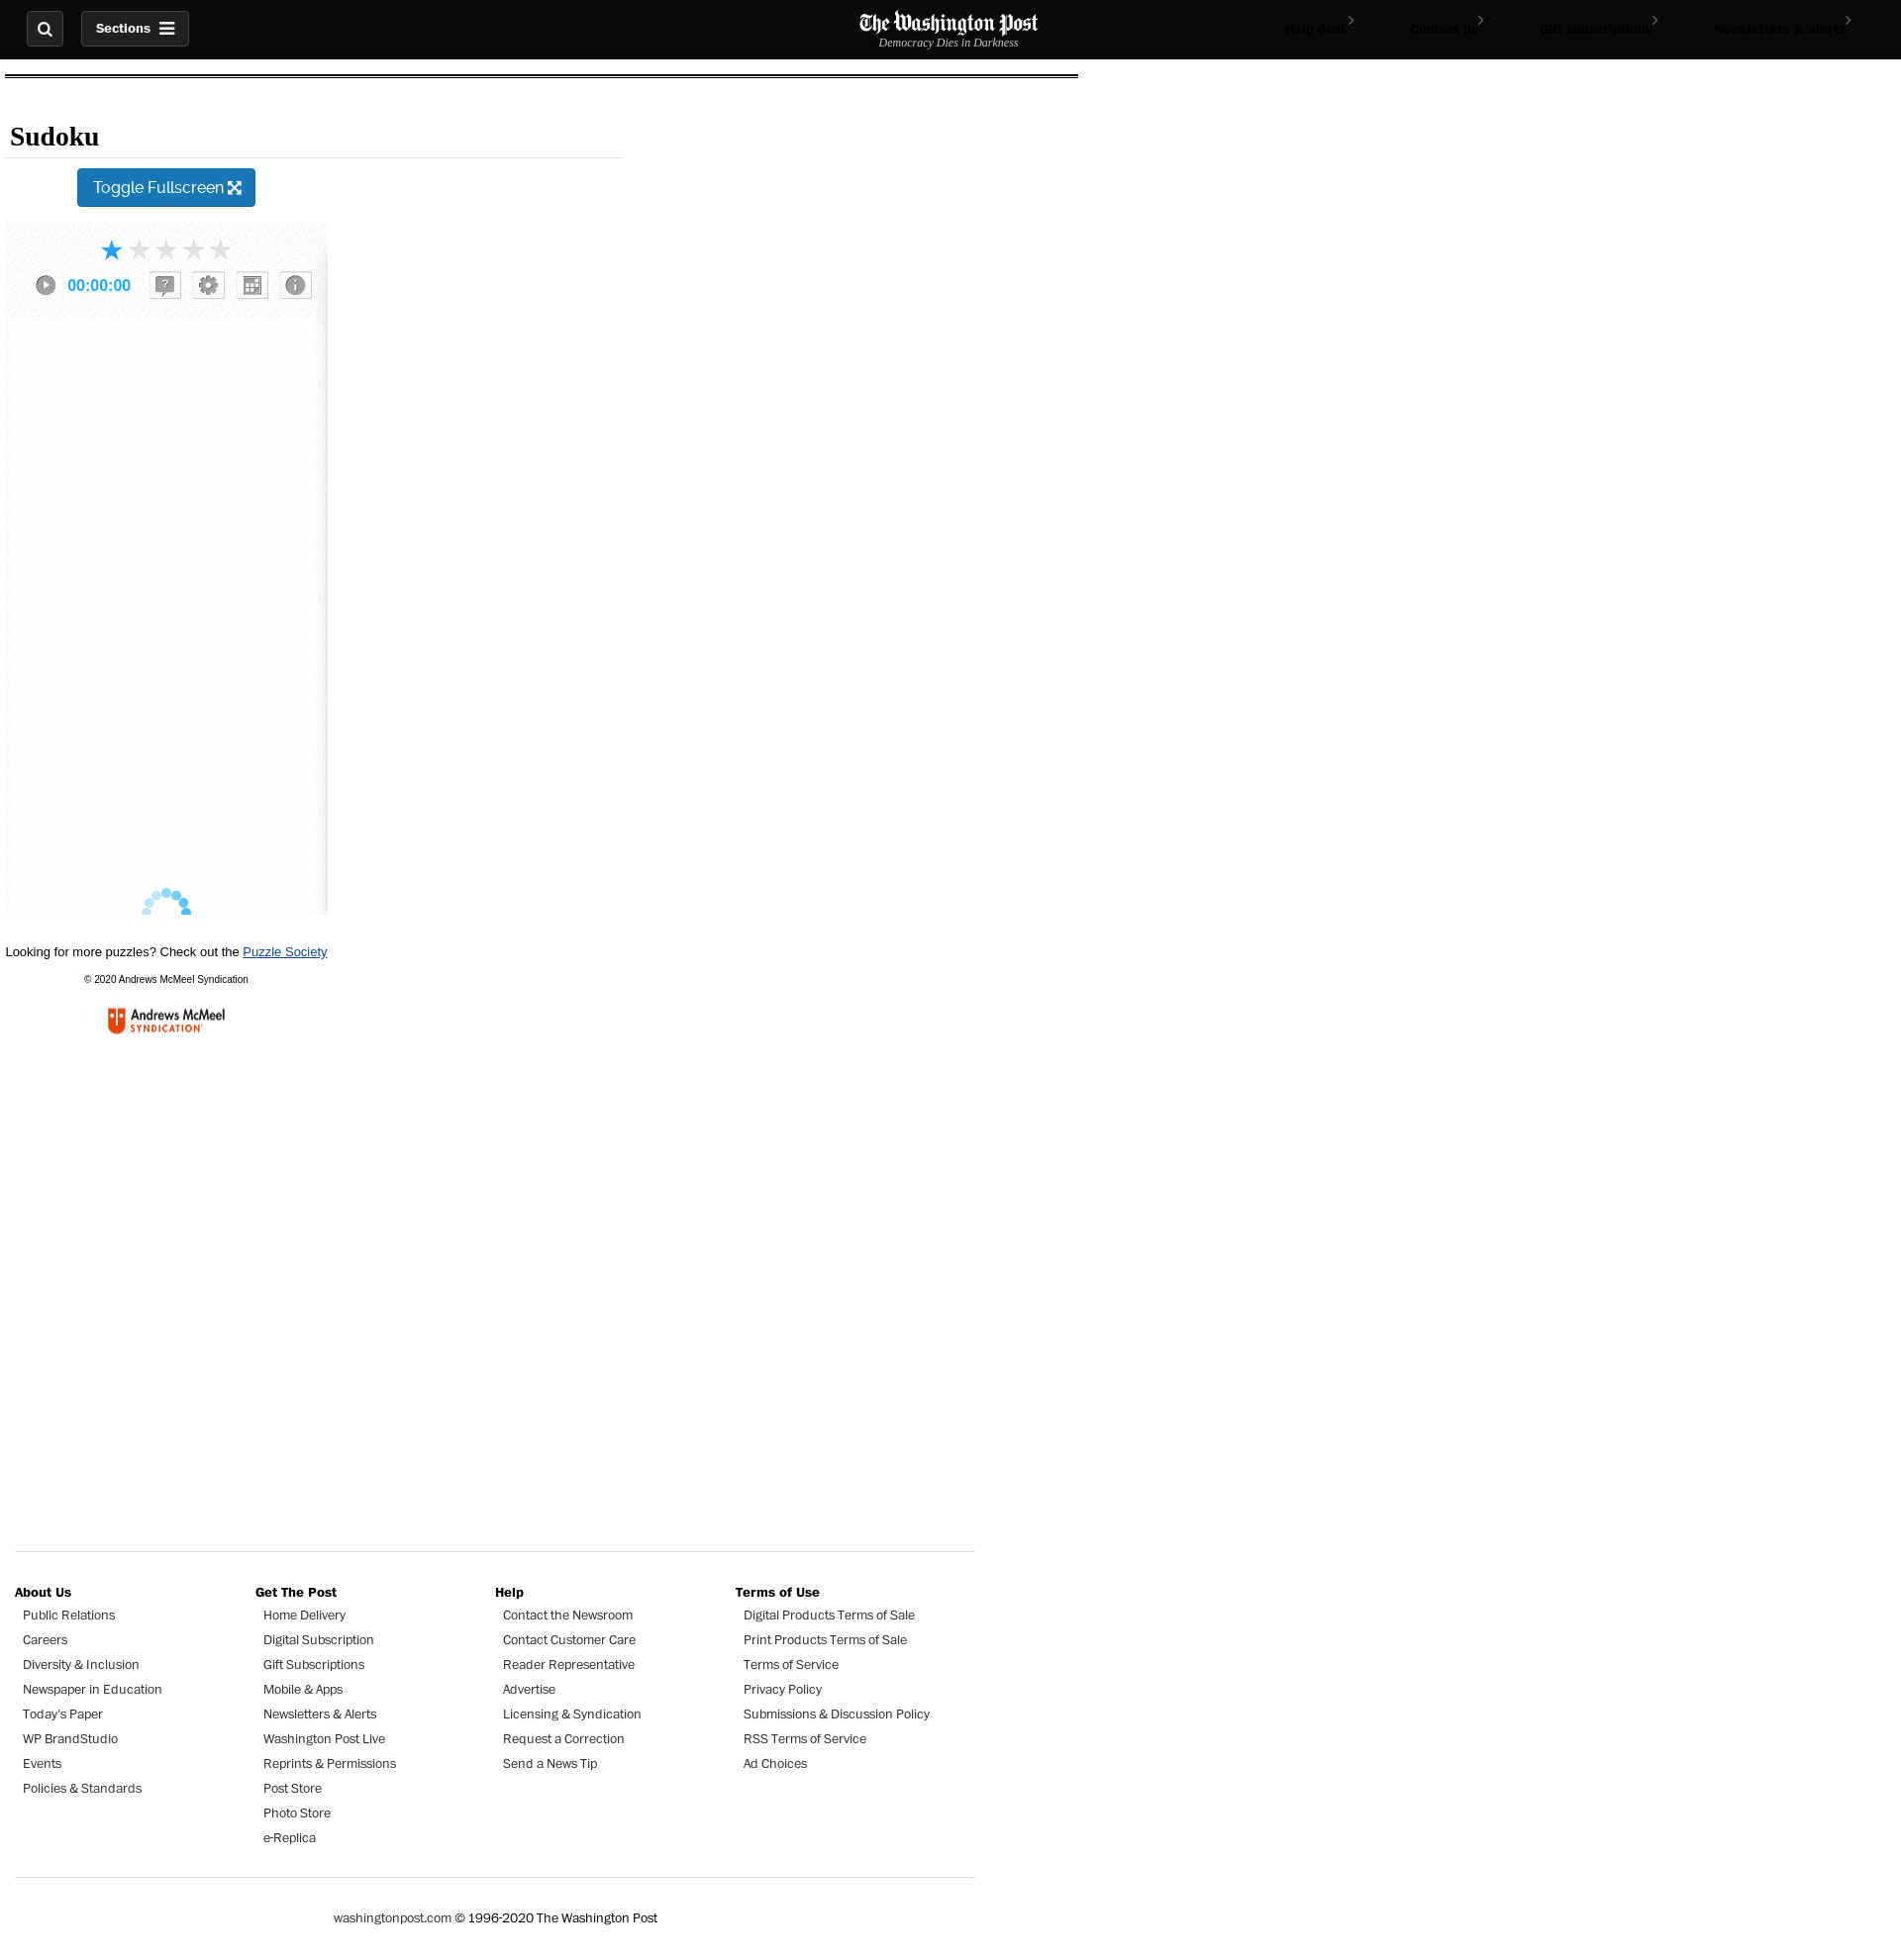 Sections
The Washington Post
Democracy Dies in Darkness
Help desk
Contact us
Gift subscriptions
Newsletters & alerts
Sudoku
Toggle Fullscreen
00:00:00
Looking for more puzzles? Check out the Puzzle Society
© 2020 Andrews McMeel Syndication
Andrews McMeel
SYNDICATION
About Us
Public Relations
Careers
Diversity & Inclusion
Newspaper in Education
Today's Paper
WP BrandStudio
Events
Policies & Standards
Get The Post
Home Delivery
Digital Subscription
Gift Subscriptions
Mobile & Apps
Newsletters & Alerts
Washington Post Live
Reprints & Permissions
Post Store
Photo Store
e-Replica
Help
Contact the Newsroom
Contact Customer Care
Reader Representative
Advertise
Licensing & Syndication
Request a Correction
Send a News Tip
Terms of Use
Digital Products Terms of Sale
Print Products Terms of Sale
Terms of Service
Privacy Policy
Submissions & Discussion Policy
RSS Terms of Service
Ad Choices
washingtonpost.com © 1996-2020 The Washington Post